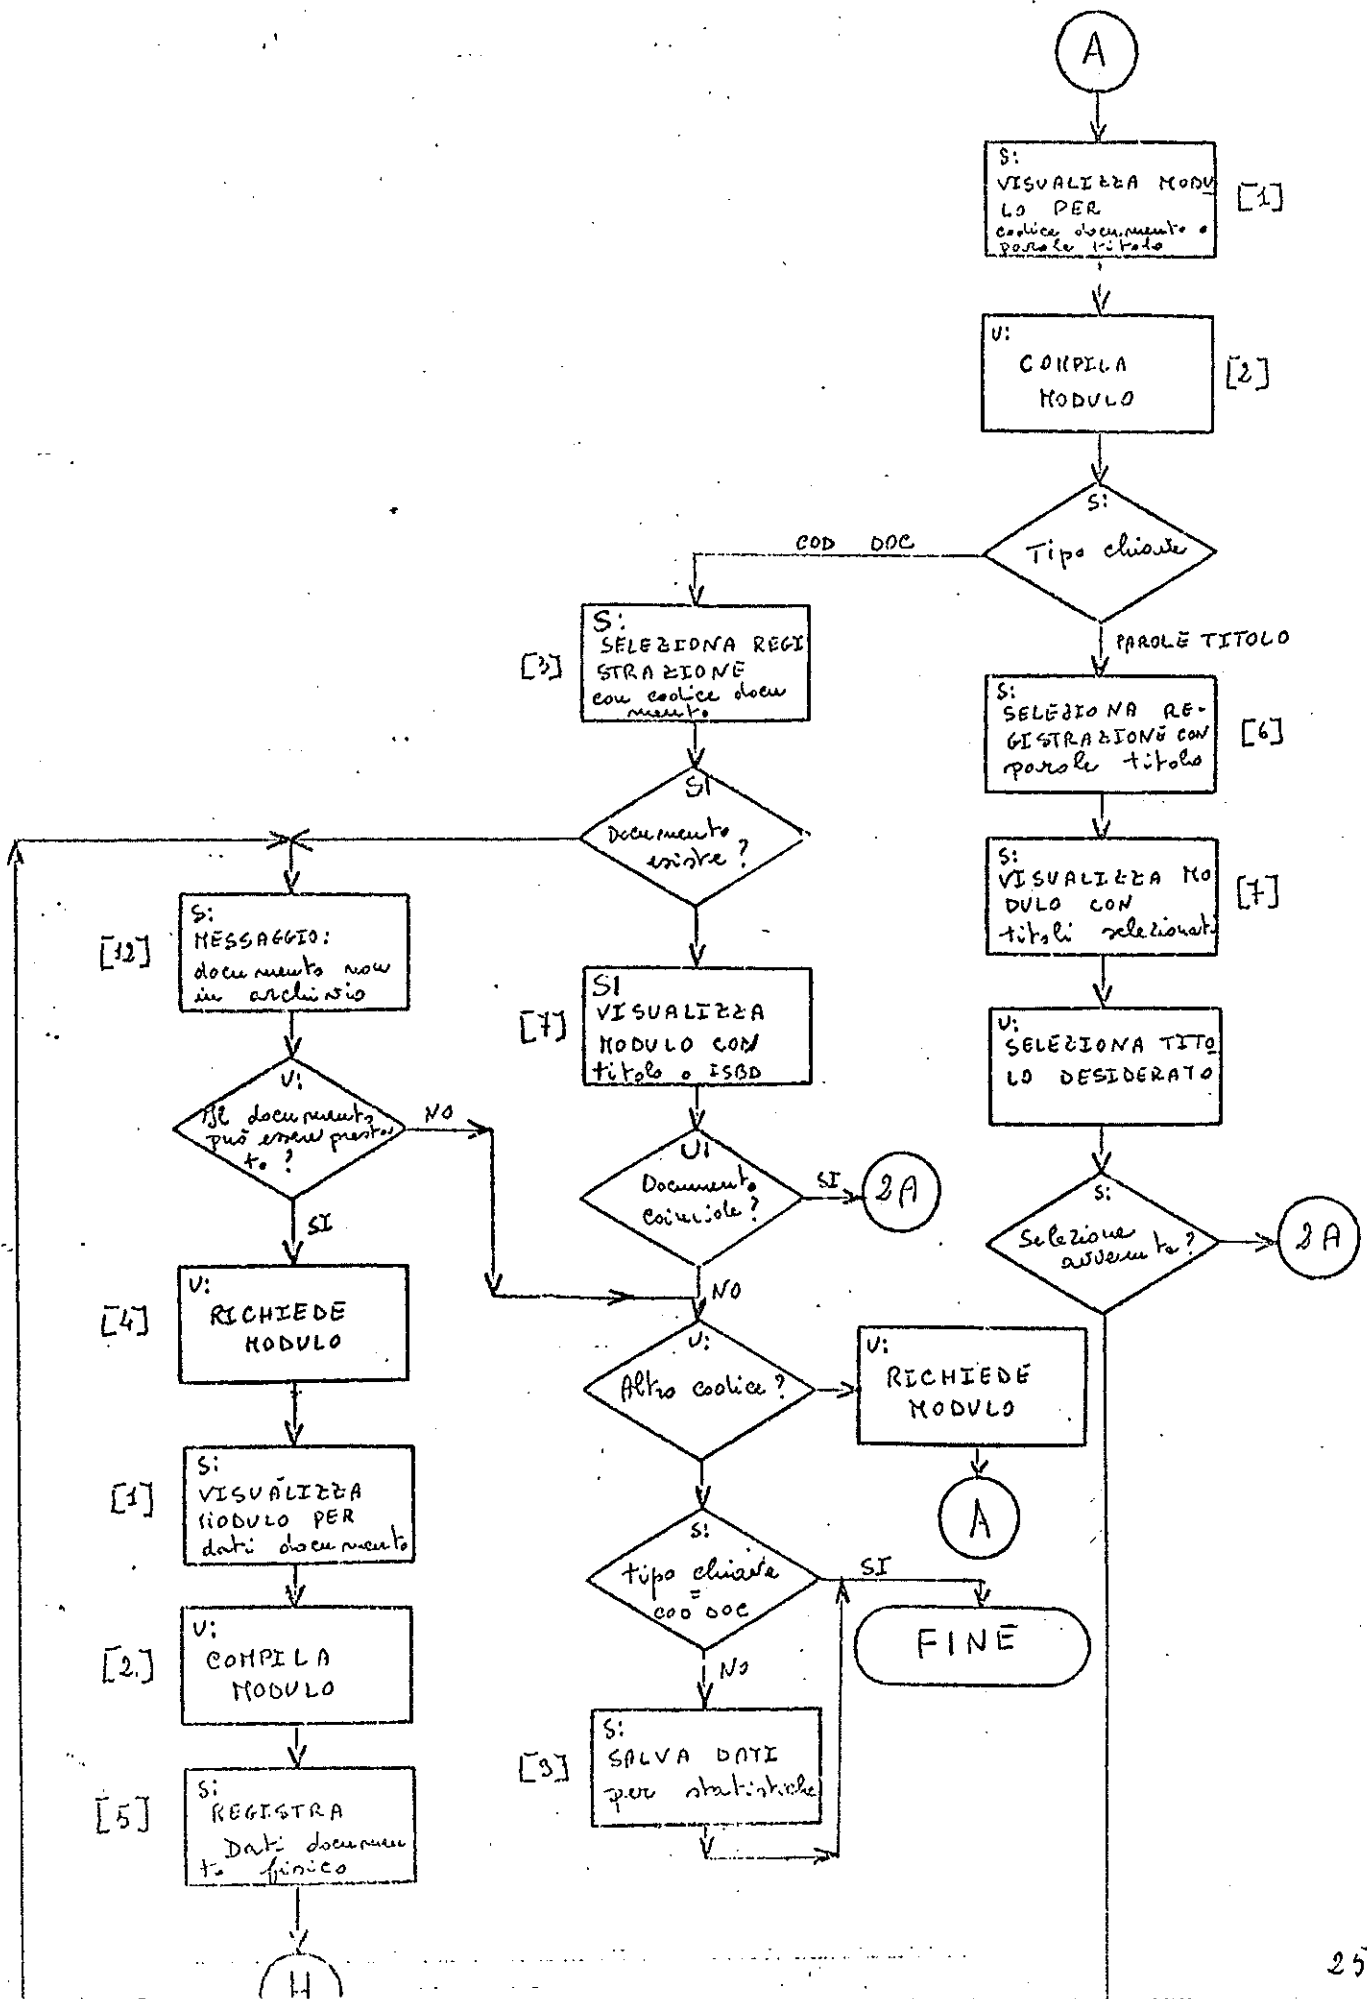 A
S:
VISUALIZZA MODU
LO PER
codice documento o
parole titolo
[1]
U:
COMPILA
MODULO
[2]
S:
Tipo chiave
COD DOC
PAROLE TITOLO
[3]
S:
SELEZIONA REGI
STRAZIONE
con codice docu
mento
S:
SELEZIONA RE-
GISTRAZIONE CON
parole titolo
[6]
S:
Documento
esiste?
S:
VISUALIZZA MO
DULO CON
titoli selezionati
[7]
[12]
S:
MESSAGGIO:
documento non
in archivio
[7]
S:
VISUALIZZA
MODULO CON
titolo o ISBD
U:
SELEZIONA TITO
LO DESIDERATO
U:
Il documento
può essere presta
to?
NO
SI
U:
Documento
coincide?
SI
2A
NO
S:
Selezione
avvenuta?
2A
[4]
U:
RICHIEDE
MODULO
U:
Altro codice?
U:
RICHIEDE
MODULO
A
[1]
S:
VISUALIZZA
MODULO PER
dati documento
S:
tipo chiave
=
COD DOC
SI
FINE
NO
[2]
U:
COMPILA
MODULO
[3]
S:
SALVA DATI
per statistiche
[5]
S:
REGISTRA
Dati documen
to fisico
H
25